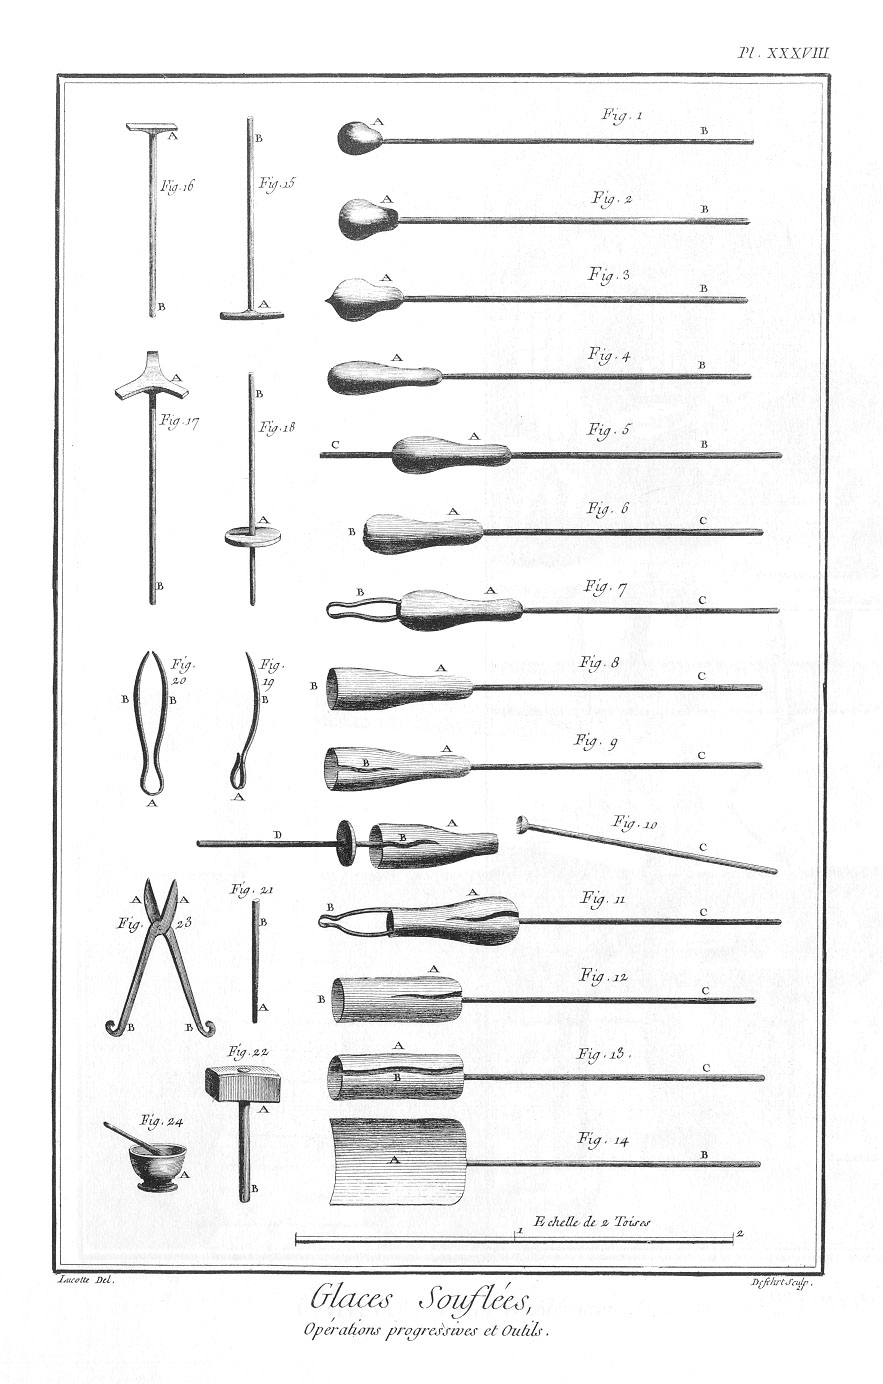 Pl. XXXVIII
A
Fig. 16
B
B
Fig. 15
A
A
Fig. 1
B
A
Fig. 2
B
A
Fig. 3
B
A
Fig. 17
B
B
Fig. 18
A
A
Fig. 4
B
C
A
Fig. 5
B
B
A
Fig. 6
C
B
A
Fig. 7
C
Fig.
20
B
B
A
Fig.
19
B
A
B
A
Fig. 8
C
B
A
Fig. 9
C
D
B
A
Fig. 10
C
A
A
Fig. 23
B
B
Fig. 21
B
A
B
A
Fig. 11
C
B
A
Fig. 12
C
Fig. 22
A
B
A
B
Fig. 13.
C
Fig. 24
A
A
Fig. 14
B
Echelle de 2 Toises
1
2
Lucotte Del.
Defehrt Sculp.
Glaces Souflées,
Opérations progressives et Outils.